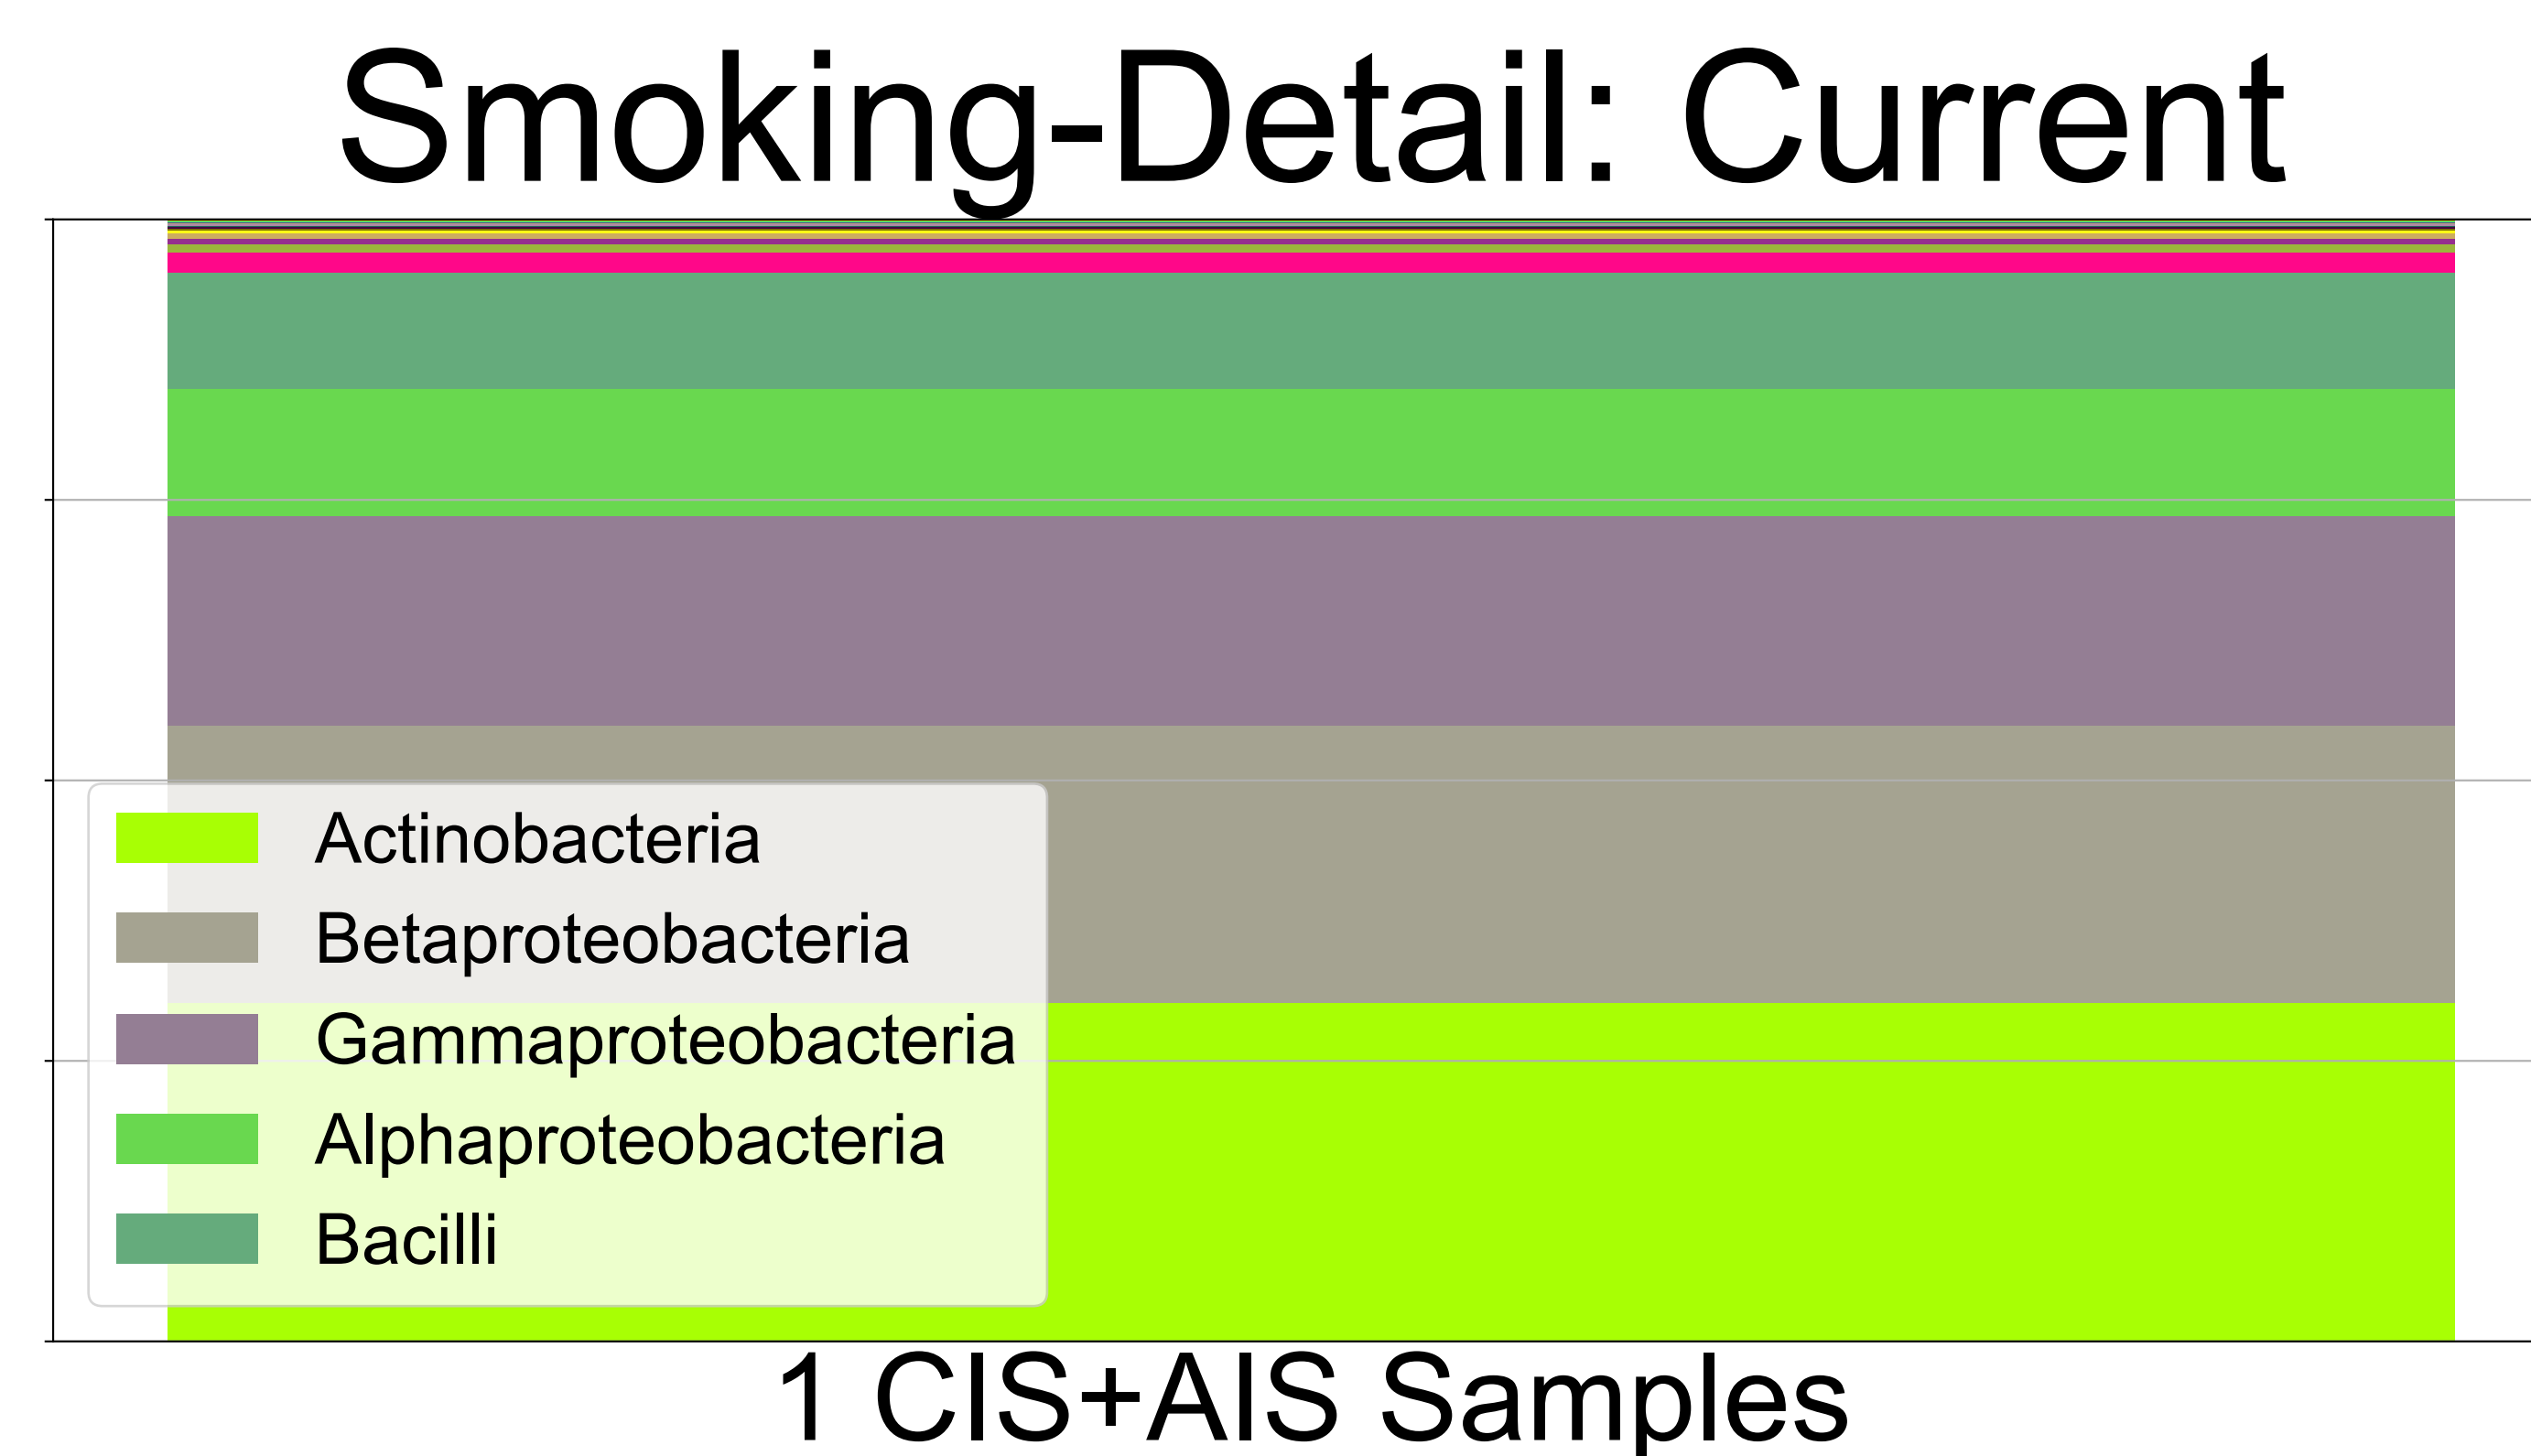 Smoking-Detail: Current
Actinobacteria
Betaproteobacteria
Gammaproteobacteria
Alphaproteobacteria
Bacilli
1 CIS+AIS Samples